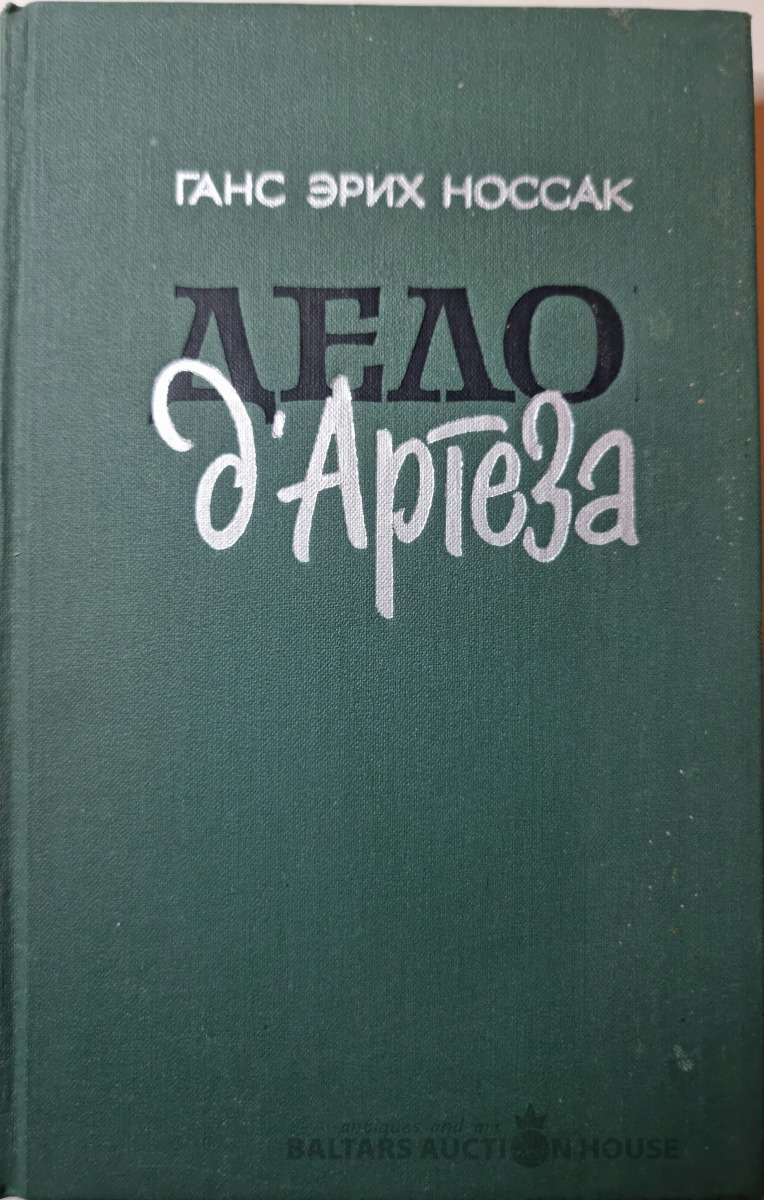 ГАНС ЭРИХ НОССАК
ДЕЛО
д'Артеза
antiques and art
BALTARS AUCTION HOUSE